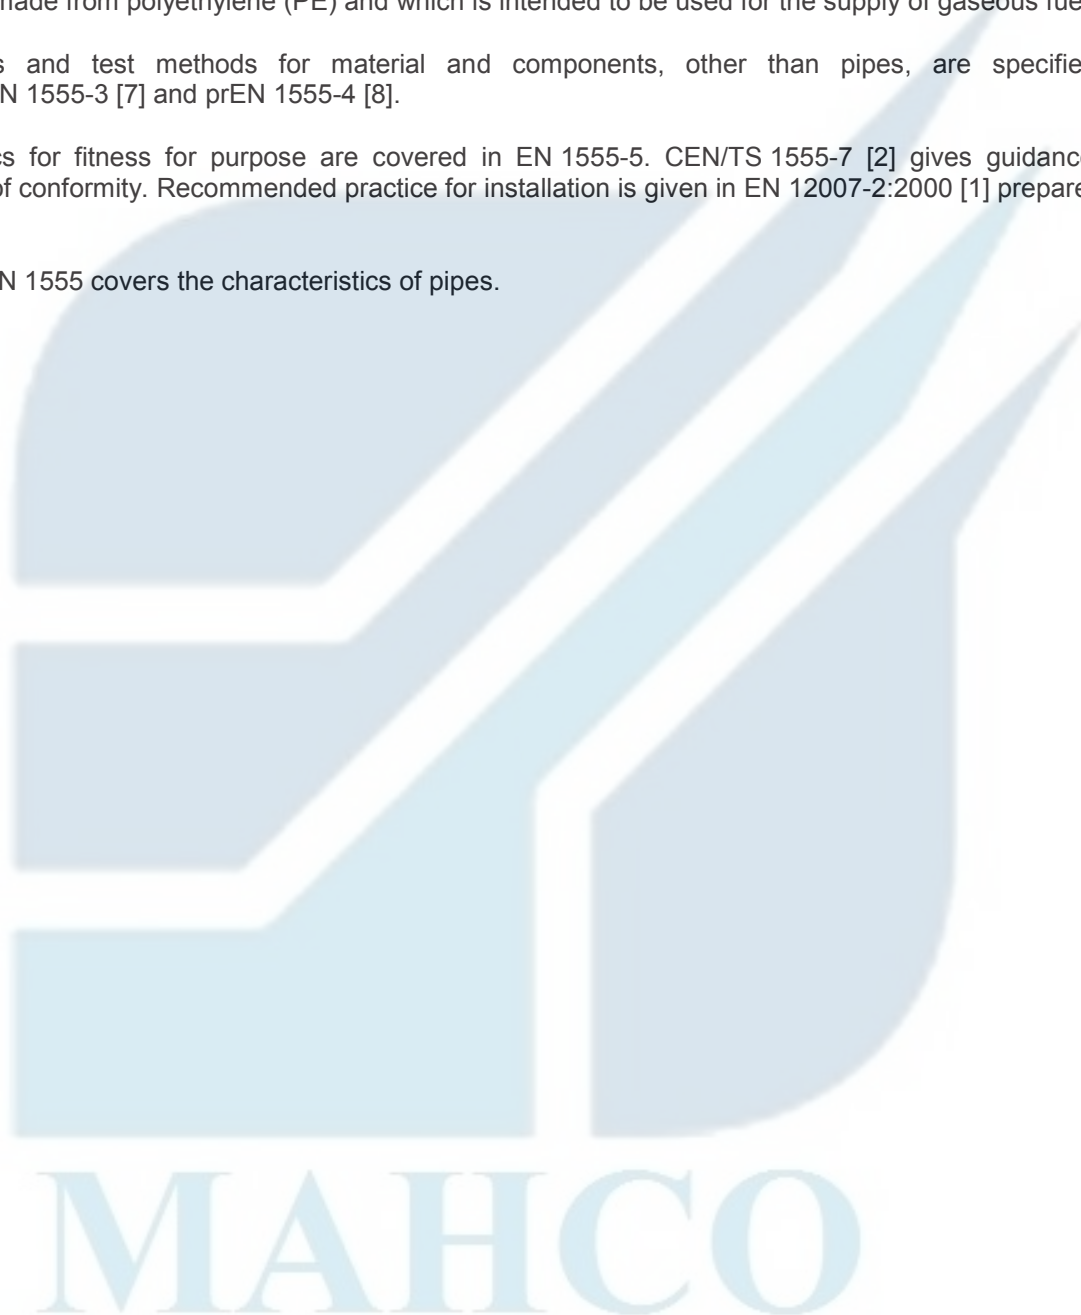 made from polyethylene (PE) and which is intended to be used for the supply of gaseous fue
s and test methods for material and components, other than pipes, are specifie
N 1555-3 [7] and prEN 1555-4 [8].
cs for fitness for purpose are covered in EN 1555-5. CEN/TS 1555-7 [2] gives guidance
of conformity. Recommended practice for installation is given in EN 12007-2:2000 [1] prepare
N 1555 covers the characteristics of pipes.
MAHCO